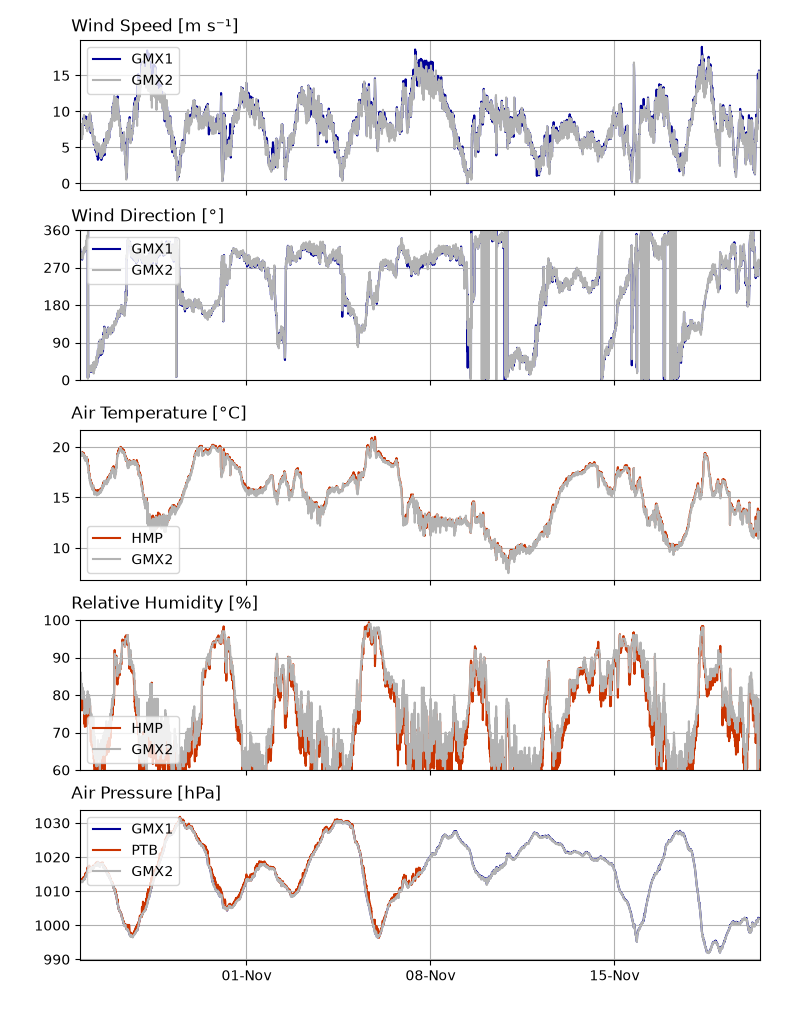 Wind Speed [m s⁻¹]
GMX1
GMX2
15
10
5
0
Wind Direction [°]
360
270
180
90
0
GMX1
GMX2
Air Temperature [°C]
20
15
10
HMP
GMX2
Relative Humidity [%]
100
90
80
70
60
HMP
GMX2
Air Pressure [hPa]
1030
1020
1010
1000
990
GMX1
PTB
GMX2
01-Nov 08-Nov 15-Nov